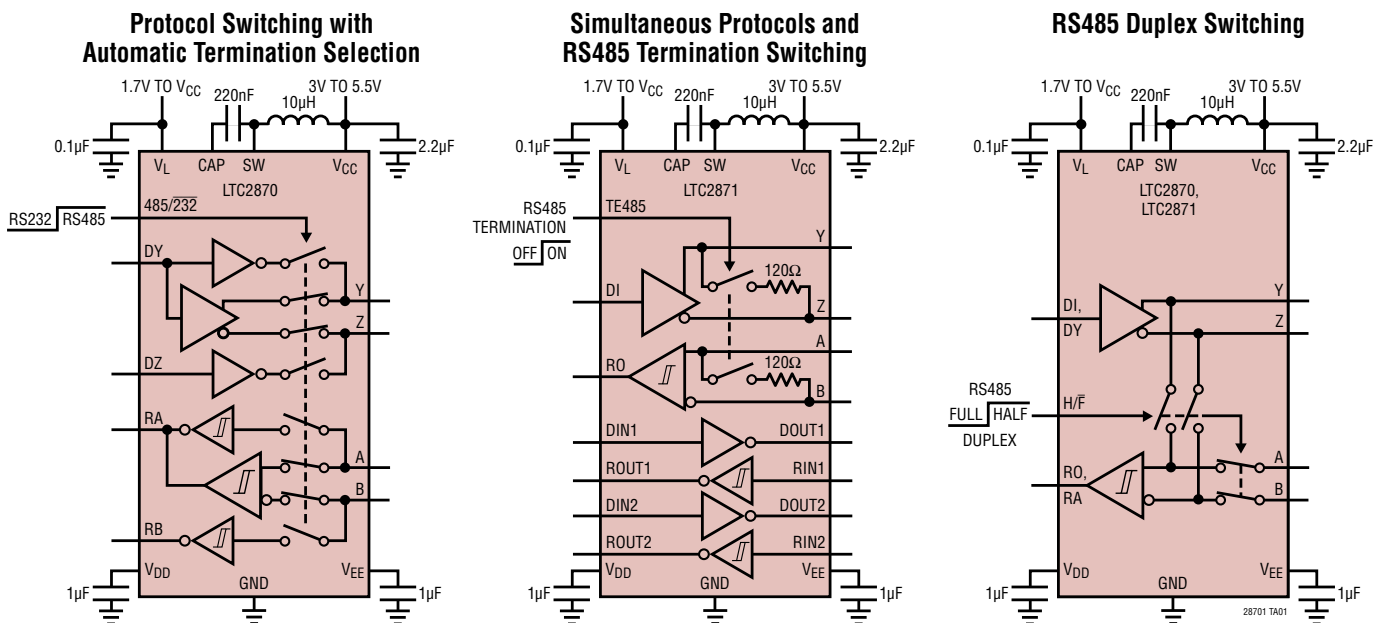 Protocol Switching with
Automatic Termination Selection
1.7V TO VCC
220nF
10µH
3V TO 5.5V
0.1µF
2.2µF
VL
CAP
SW
VCC
LTC2870
485/2̅3̅2̅
RS232
RS485
DY
Y
Z
DZ
RA
A
B
RB
VDD
VEE
GND
1µF
1µF
Simultaneous Protocols and
RS485 Termination Switching
1.7V TO VCC
220nF
10µH
3V TO 5.5V
0.1µF
2.2µF
VL
CAP
SW
VCC
LTC2871
RS485
TERMINATION
OFF
ON
TE485
Y
120Ω
DI
Z
A
RO
120Ω
B
DIN1
DOUT1
ROUT1
RIN1
DIN2
DOUT2
ROUT2
RIN2
VDD
VEE
GND
1µF
1µF
RS485 Duplex Switching
1.7V TO VCC
220nF
10µH
3V TO 5.5V
0.1µF
2.2µF
VL
CAP
SW
VCC
LTC2870,
LTC2871
DI,
DY
Y
Z
RS485
FULL
HALF
DUPLEX
H/F̅
RO,
RA
A
B
VDD
VEE
GND
1µF
1µF
28701 TA01